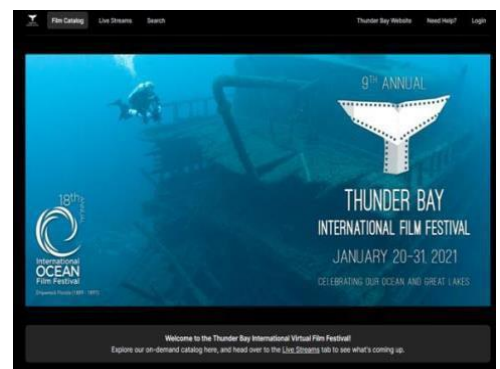 Film Catalog Live Streams Search Thunder Bay Website Need Help? Login
9TH ANNUAL
THUNDER BAY
INTERNATIONAL FILM FESTIVAL
JANUARY 20-31, 2021
CELEBRATING OUR OCEAN AND GREAT LAKES
18th
ANNUAL
International
OCEAN
Film Festival
Welcome to the Thunder Bay International Virtual Film Festival!
Explore our on-demand catalog here, and head over to the Live Streams tab to see what's coming up.